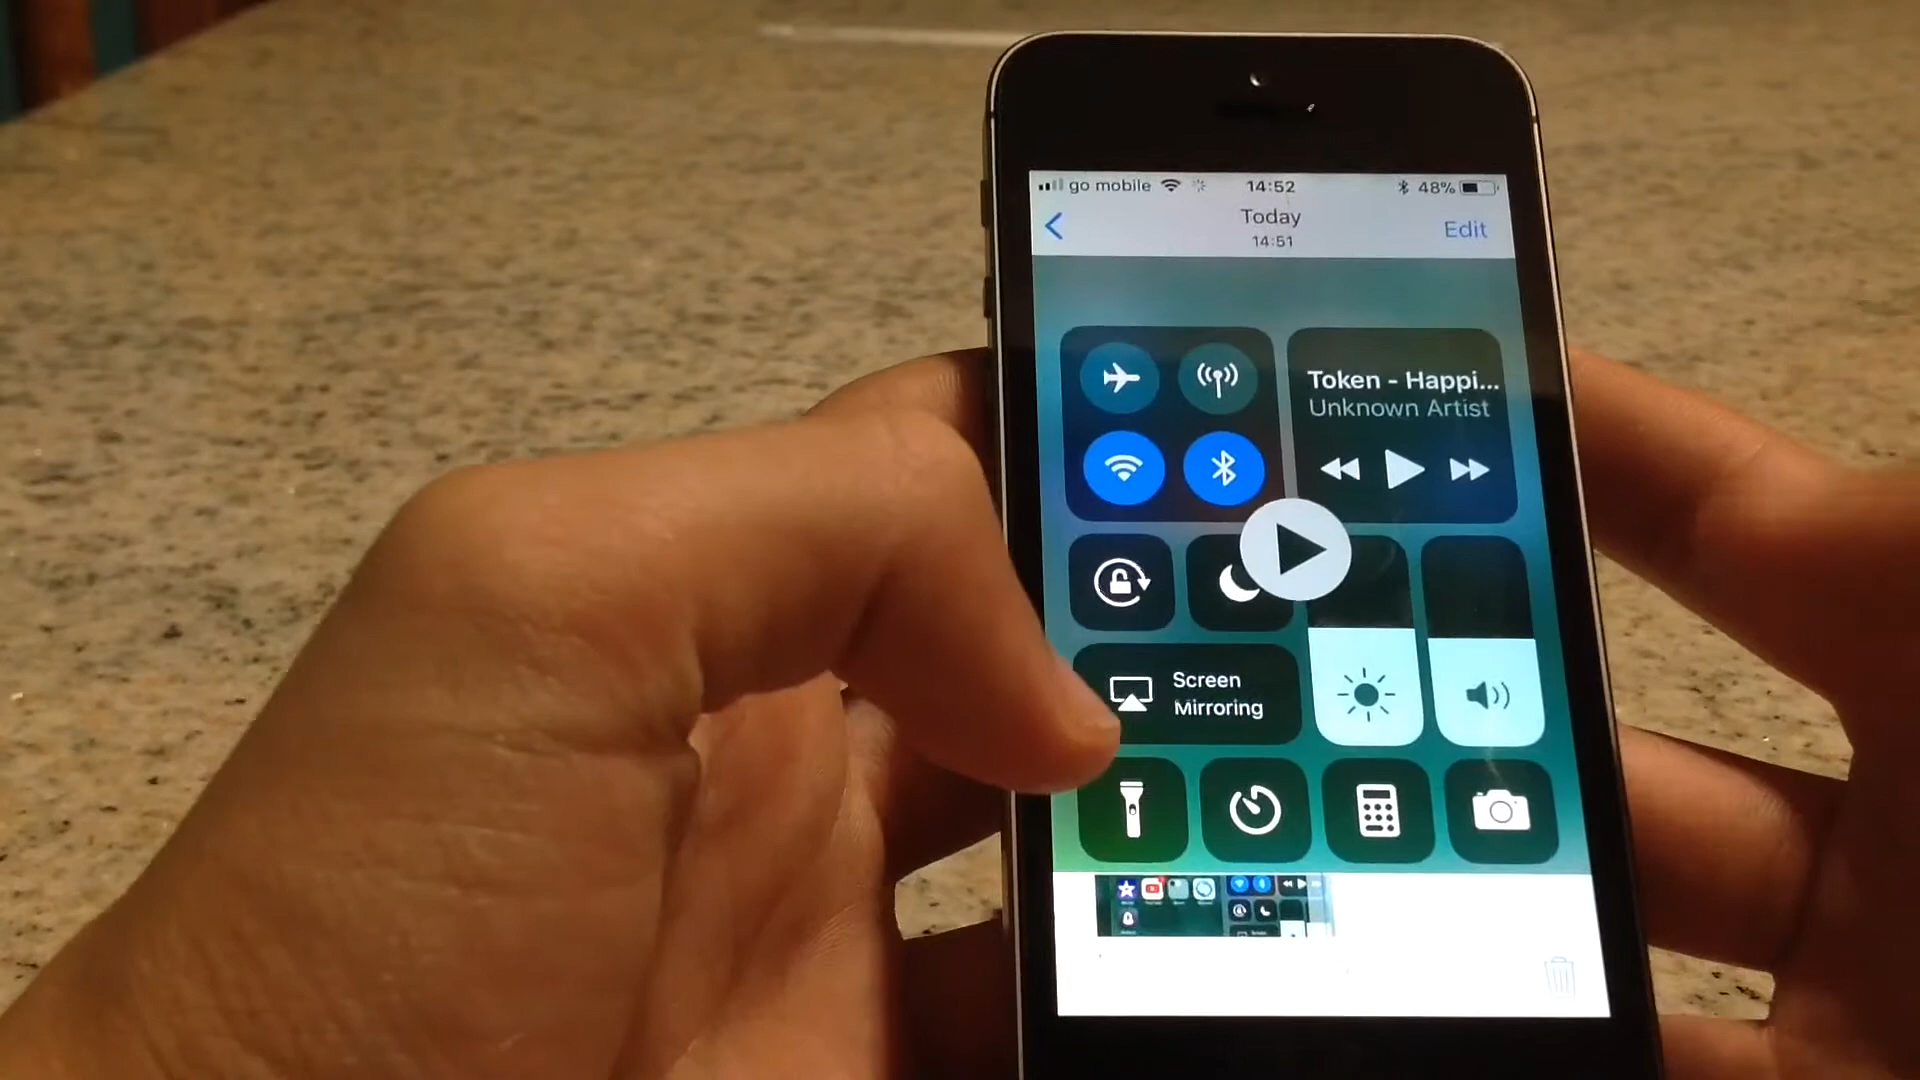 go mobile 14:52 48%
Today
14:51
Edit
Token - Happi...
Unknown Artist
Screen
Mirroring